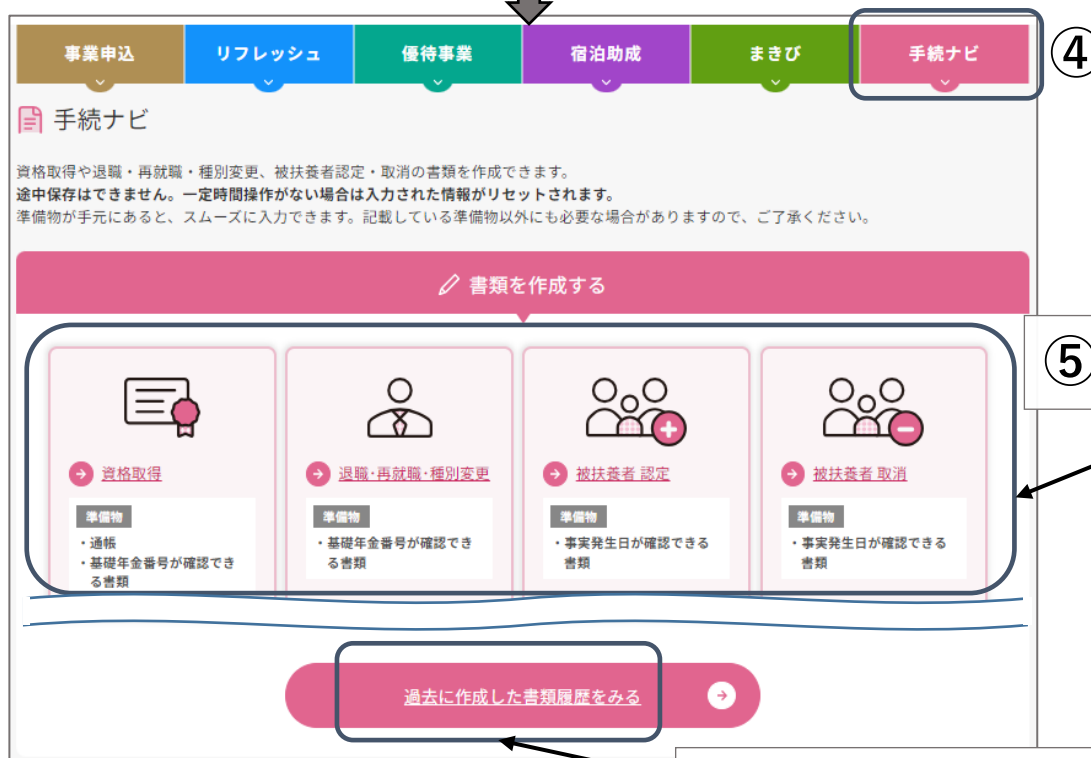 事業申込 リフレッシュ 優待事業 宿泊助成 まきび 手続ナビ
④
手続ナビ
資格取得や退職・再就職・種別変更、被扶養者認定・取消の書類を作成できます。
途中保存はできません。一定時間操作がない場合は入力された情報がリセットされます。
準備物が手元にあると、スムーズに入力できます。記載している準備物以外にも必要な場合がありますので、ご了承ください。
書類を作成する
⑤
資格取得
準備物
・通帳
・基礎年金番号が確認でき
る書類
退職・再就職・種別変更
準備物
・基礎年金番号が確認でき
る書類
被扶養者 認定
準備物
・事実発生日が確認できる
書類
被扶養者 取消
準備物
・事実発生日が確認できる
書類
過去に作成した書類履歴をみる